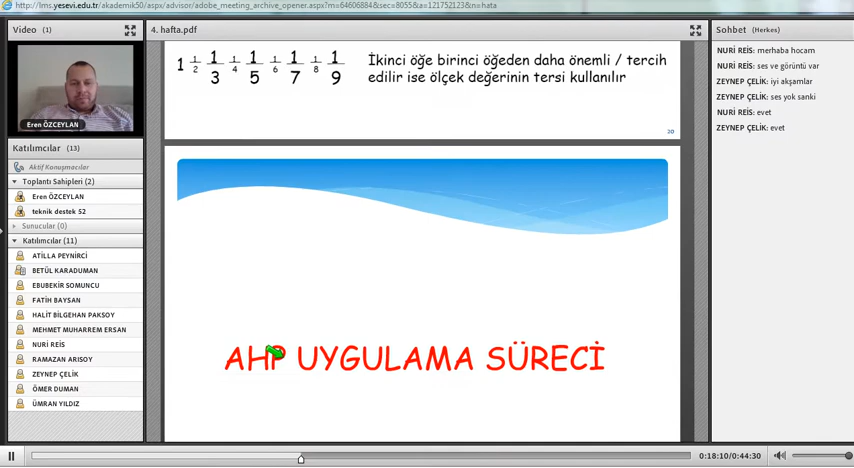 http://lms.yesevi.edu.tr/akademik50/aspx/advisor/adobe_meeting_archive_opener.aspx?m=64606884&sec=8055&a=121752123&n=hata
Video (1)
Eren ÖZCEYLAN
Katılımcılar (13)
Aktif Konuşmacılar
Toplantı Sahipleri (2)
Eren ÖZCEYLAN
teknik destek 52
Sunucular (0)
Katılımcılar (11)
ATİLLA PEYNİRCİ
BETÜL KARADUMAN
EBUBEKİR SOMUNCU
FATİH BAYSAN
HALİT BİLGEHAN PAKSOY
MEHMET MUHARREM ERSAN
NURİ REİS
RAMAZAN ARISOY
ZEYNEP ÇELİK
ÖMER DUMAN
ÜMRAN YILDIZ
4. hafta.pdf
1 1/2 1/3 1/4 1/5 1/6 1/7 1/8 1/9
İkinci öğe birinci öğeden daha önemli / tercih
edilir ise ölçek değerinin tersi kullanılır
20
AHP UYGULAMA SÜRECİ
Sohbet (Herkes)
NURİ REİS: merhaba hocam
NURİ REİS: ses ve görüntü var
ZEYNEP ÇELİK: iyi akşamlar
ZEYNEP ÇELİK: ses yok sanki
NURİ REİS: evet
ZEYNEP ÇELİK: evet
0:18:10/0:44:30